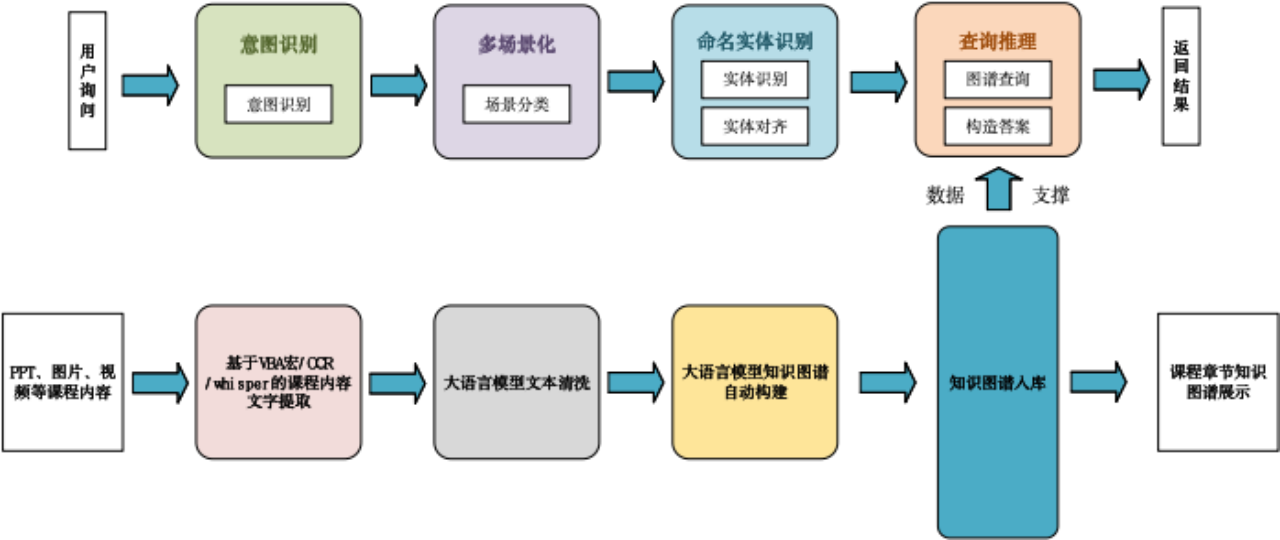 用户询问
意图识别
意图识别
多场景化
场景分类
命名实体识别
实体识别
实体对齐
查询推理
图谱查询
构造答案
返回结果
数据 支撑
PPT、图片、视
频等课程内容
基于VBA宏/OCR
/whisper的课程内容
文字提取
大语言模型文本清洗
大语言模型知识图谱
自动构建
知识图谱入库
课程章节知识
图谱展示